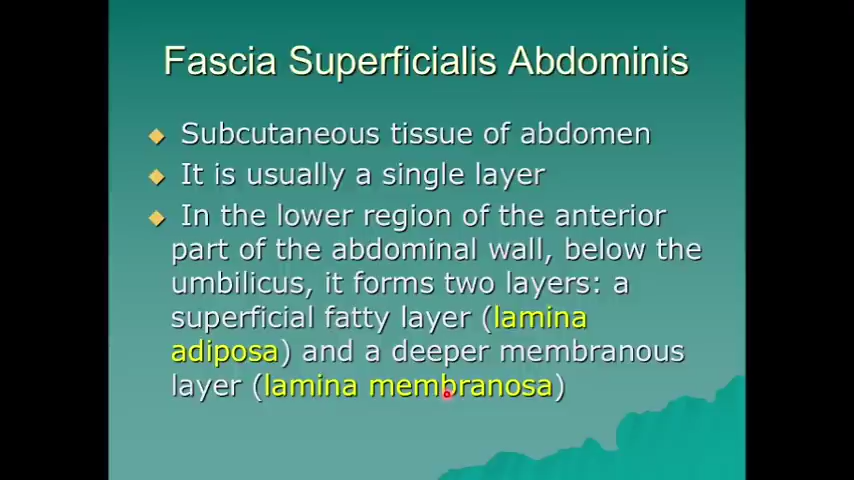 Fascia Superficialis Abdominis
Subcutaneous tissue of abdomen
It is usually a single layer
In the lower region of the anterior
part of the abdominal wall, below the
umbilicus, it forms two layers: a
superficial fatty layer (lamina
adiposa) and a deeper membranous
layer (lamina membranosa)